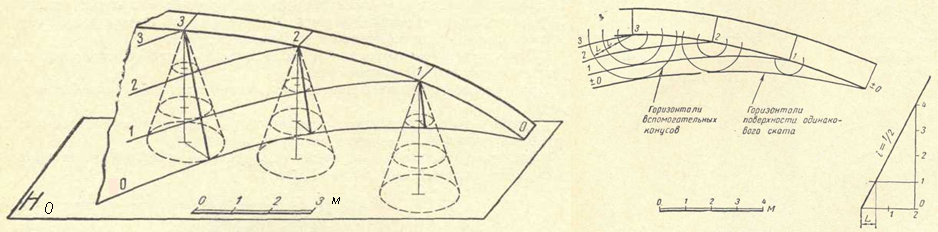 3
2
1
3
2
1
0
0
H0
0 1 2 3 м
3
2
1
3
2
1
±0
L
±0
Горизонтали
вспомогательных
конусов
Горизонтали
поверхности одинако-
вого ската
0 1 2 3 4 м
i=1/2
4
3
2
1
0
1 2
L